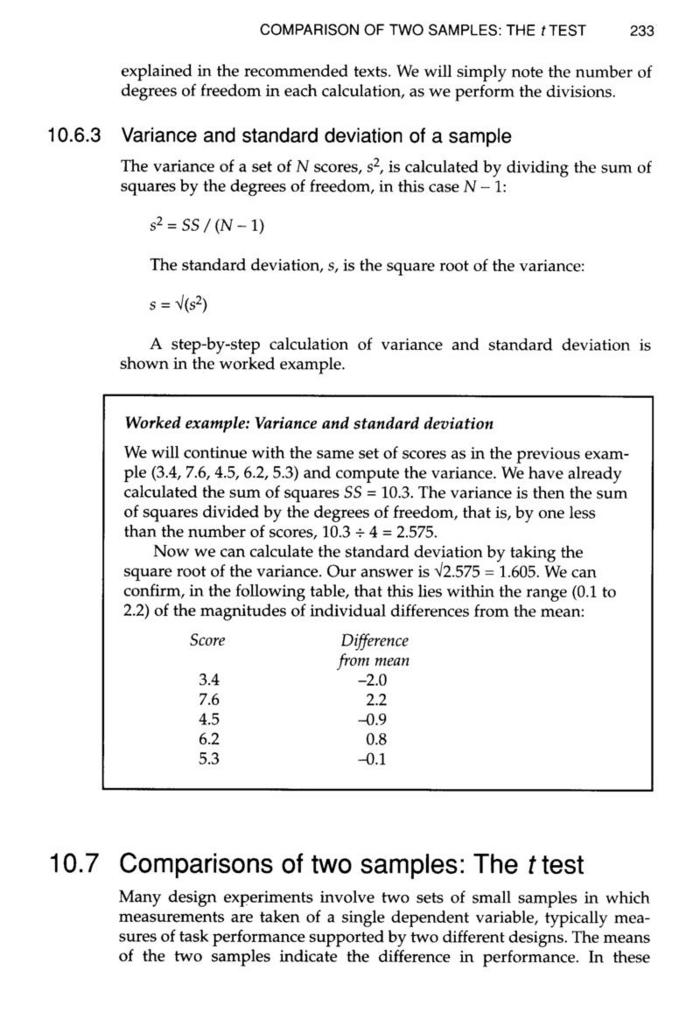 COMPARISON OF TWO SAMPLES: THE t TEST 233
explained in the recommended texts. We will simply note the number of
degrees of freedom in each calculation, as we perform the divisions.
10.6.3 Variance and standard deviation of a sample
The variance of a set of N scores, s², is calculated by dividing the sum of
squares by the degrees of freedom, in this case N – 1:
s² = SS / (N – 1)
The standard deviation, s, is the square root of the variance:
s = √(s²)
A step-by-step calculation of variance and standard deviation is
shown in the worked example.
Worked example: Variance and standard deviation
We will continue with the same set of scores as in the previous exam-
ple (3.4, 7.6, 4.5, 6.2, 5.3) and compute the variance. We have already
calculated the sum of squares SS = 10.3. The variance is then the sum
of squares divided by the degrees of freedom, that is, by one less
than the number of scores, 10.3 ÷ 4 = 2.575.
Now we can calculate the standard deviation by taking the
square root of the variance. Our answer is √2.575 = 1.605. We can
confirm, in the following table, that this lies within the range (0.1 to
2.2) of the magnitudes of individual differences from the mean:
Score Difference
from mean
3.4 –2.0
7.6 2.2
4.5 –0.9
6.2 0.8
5.3 –0.1
10.7 Comparisons of two samples: The t test
Many design experiments involve two sets of small samples in which
measurements are taken of a single dependent variable, typically mea-
sures of task performance supported by two different designs. The means
of the two samples indicate the difference in performance. In these